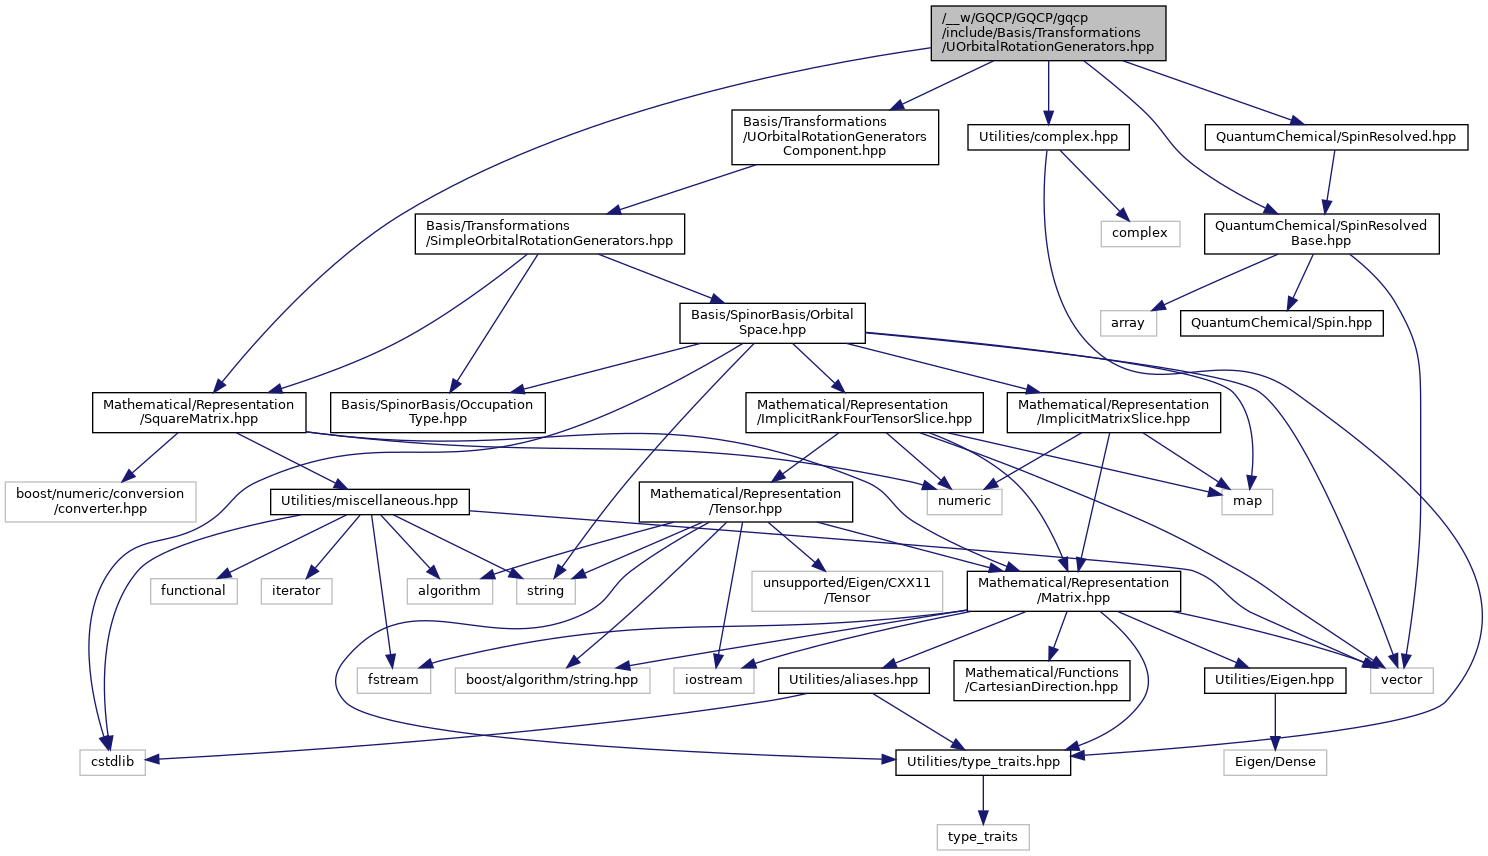 /__w/GQCP/GQCP/gqcp
/include/Basis/Transformations
/UOrbitalRotationGenerators.hpp
Basis/Transformations
/UOrbitalRotationGenerators
Component.hpp
Utilities/complex.hpp
QuantumChemical/SpinResolved.hpp
Basis/Transformations
/SimpleOrbitalRotationGenerators.hpp
complex
QuantumChemical/SpinResolved
Base.hpp
Basis/SpinorBasis/Orbital
Space.hpp
array
QuantumChemical/Spin.hpp
Mathematical/Representation
/SquareMatrix.hpp
Basis/SpinorBasis/Occupation
Type.hpp
Mathematical/Representation
/ImplicitRankFourTensorSlice.hpp
Mathematical/Representation
/ImplicitMatrixSlice.hpp
boost/numeric/conversion
/converter.hpp
Utilities/miscellaneous.hpp
Mathematical/Representation
/Tensor.hpp
numeric
map
functional
iterator
algorithm
string
unsupported/Eigen/CXX11
/Tensor
Mathematical/Representation
/Matrix.hpp
fstream
boost/algorithm/string.hpp
iostream
Utilities/aliases.hpp
Mathematical/Functions
/CartesianDirection.hpp
Utilities/Eigen.hpp
vector
cstdlib
Utilities/type_traits.hpp
Eigen/Dense
type_traits